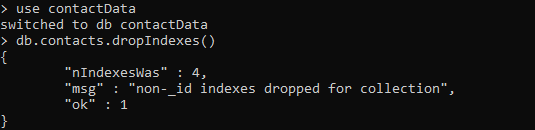 > use contactData
switched to db contactData
> db.contacts.dropIndexes()
{
        "nIndexesWas" : 4,
        "msg" : "non-_id indexes dropped for collection",
        "ok" : 1
}